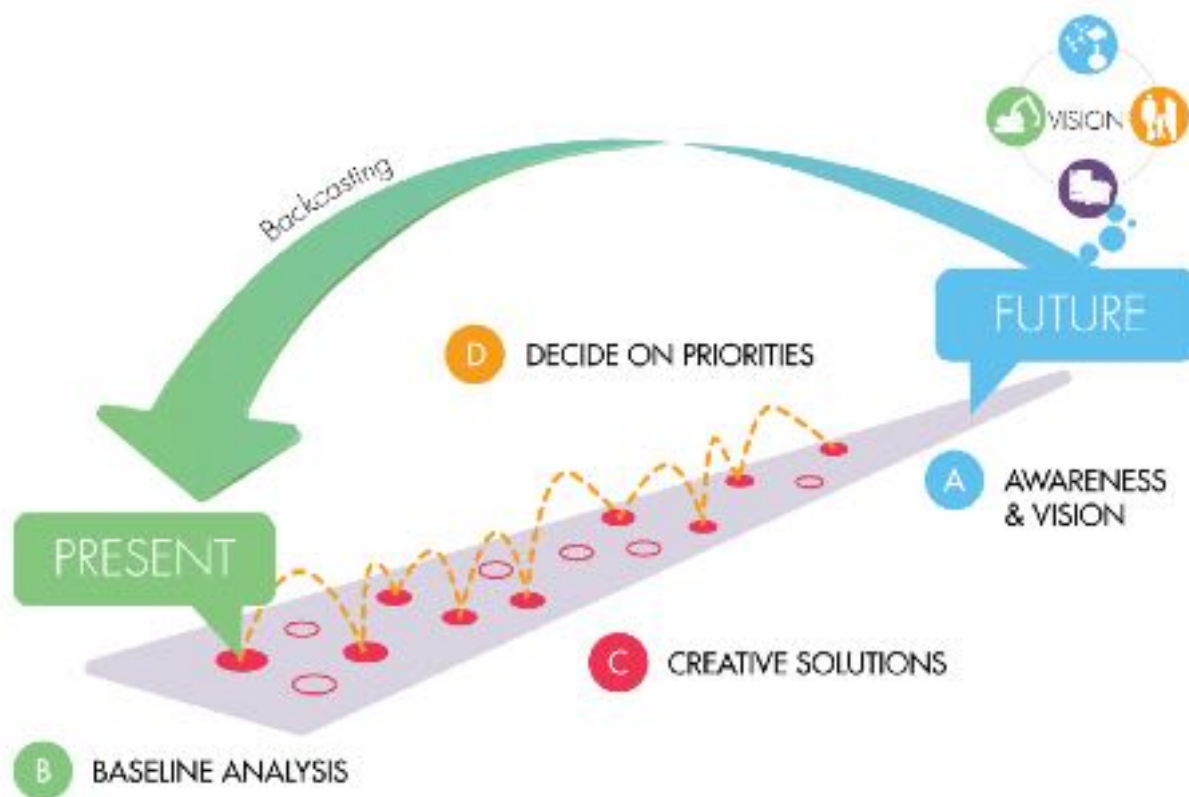 VISION
Backcasting
FUTURE
D DECIDE ON PRIORITIES
A AWARENESS
& VISION
PRESENT
C CREATIVE SOLUTIONS
B BASELINE ANALYSIS